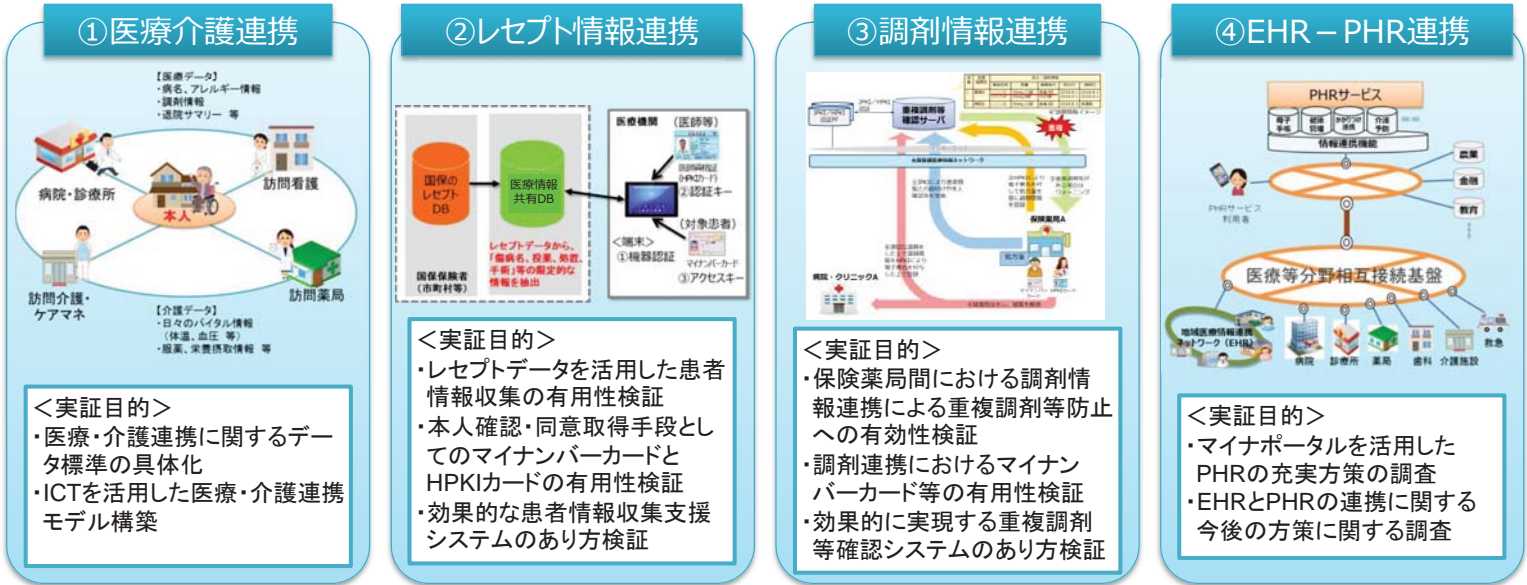 ①医療介護連携
【医療データ】
・病名、アレルギー情報
・調剤情報
・退院サマリー 等
病院・診療所
訪問看護
本人
訪問介護・
ケアマネ
訪問薬局
【介護データ】
・日々のバイタル情報
（体温、血圧 等）
・服薬、栄養摂取情報 等
＜実証目的＞
・医療・介護連携に関するデー
タ標準の具体化
・ICTを活用した医療・介護連携
モデル構築
②レセプト情報連携
国保の
レセプト
DB
医療情報
共有DB
国保保険者
（市町村等）
レセプトデータから、
「傷病名、投薬、処置、
手術」等の限定的な
情報を抽出
医療機関
（医師等）
(HPKIカード)
②認証キー
（対象患者）
＜端末＞
①機器認証
マイナンバーカード
③アクセスキー
＜実証目的＞
・レセプトデータを活用した患者
情報収集の有用性検証
・本人確認・同意取得手段とし
てのマイナンバーカードと
HPKIカードの有用性検証
・効果的な患者情報収集支援
システムのあり方検証
③調剤情報連携
重複調剤等
確認サーバ
保険薬局A
処方箋
病院・クリニックA
＜実証目的＞
・保険薬局間における調剤情
報連携による重複調剤等防止
への有効性検証
・調剤連携におけるマイナン
バーカード等の有用性検証
・効果的に実現する重複調剤
等確認システムのあり方検証
④EHR－PHR連携
PHRサービス
母子
手帳
健康
管理
かかりつけ
連携
介護
予防
情報連携機能
農業
金融
教育
PHRサービス
利用者
医療等分野相互接続基盤
地域医療情報連携
ネットワーク（EHR）
病院
診療所
薬局
歯科
介護施設
救急
＜実証目的＞
・マイナポータルを活用した
PHRの充実方策の調査
・EHRとPHRの連携に関する
今後の方策に関する調査